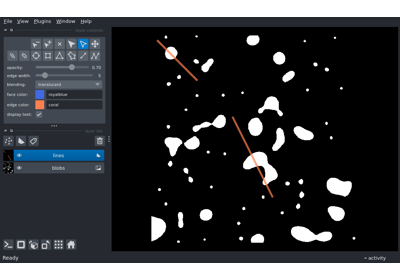 File View Plugins Window Help
opacity: 0.70
edge width: 5
blending: translucent
face color: royalblue
edge color: coral
display text: ✓
lines
blobs
Ready
activity